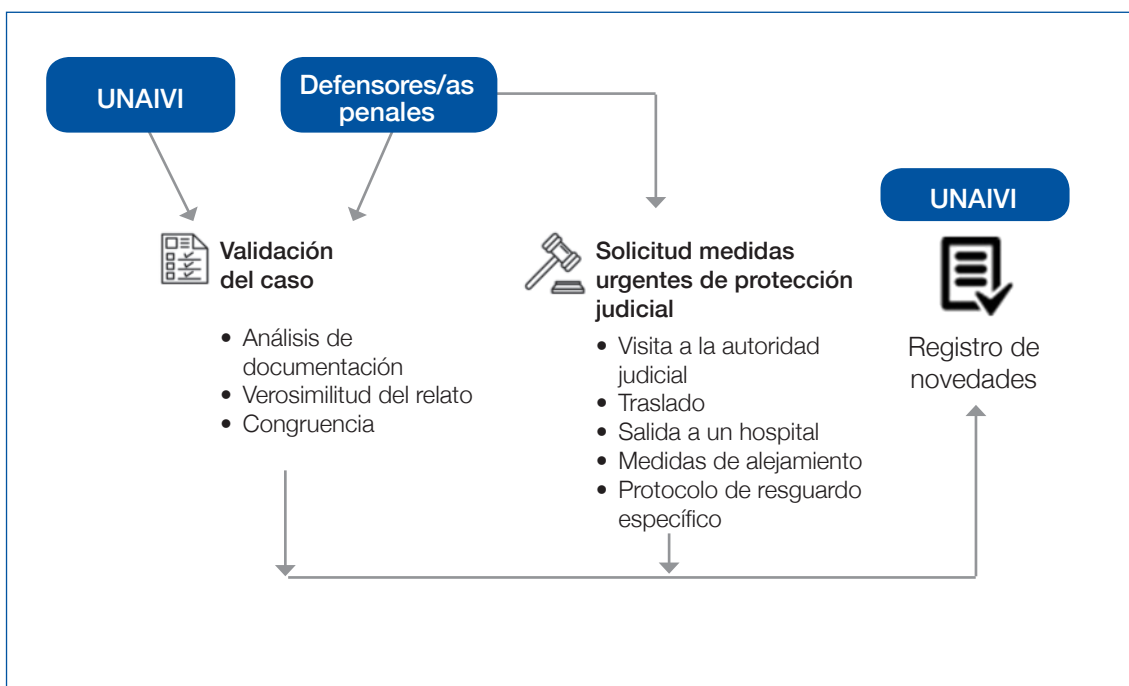 UNAIVI
Defensores/as
penales
Validación
del caso
• Análisis de
documentación
• Verosimilitud del relato
• Congruencia
Solicitud medidas
urgentes de protección
judicial
• Visita a la autoridad
judicial
• Traslado
• Salida a un hospital
• Medidas de alejamiento
• Protocolo de resguardo
específico
UNAIVI
Registro de
novedades